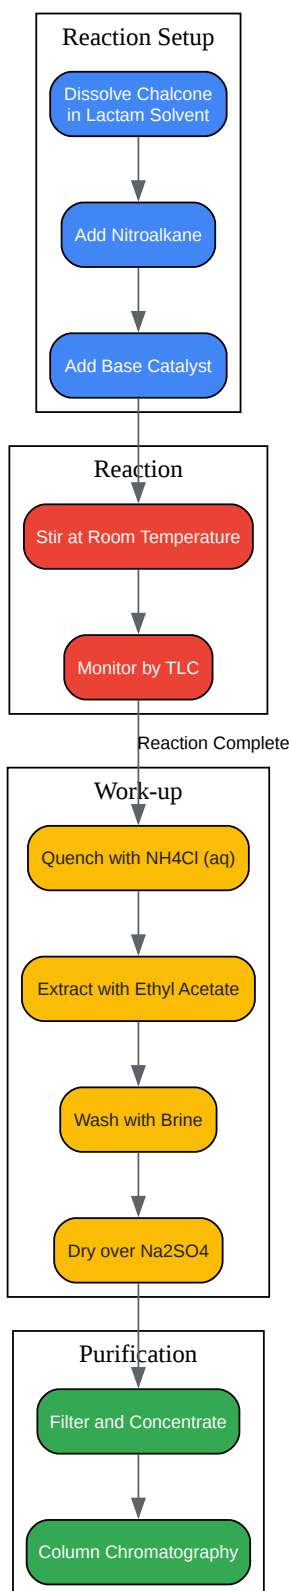 Reaction Setup
Dissolve Chalcone
in Lactam Solvent
Add Nitroalkane
Add Base Catalyst
Reaction
Stir at Room Temperature
Monitor by TLC
Reaction Complete
Work-up
Quench with NH4Cl (aq)
Extract with Ethyl Acetate
Wash with Brine
Dry over Na2SO4
Purification
Filter and Concentrate
Column Chromatography